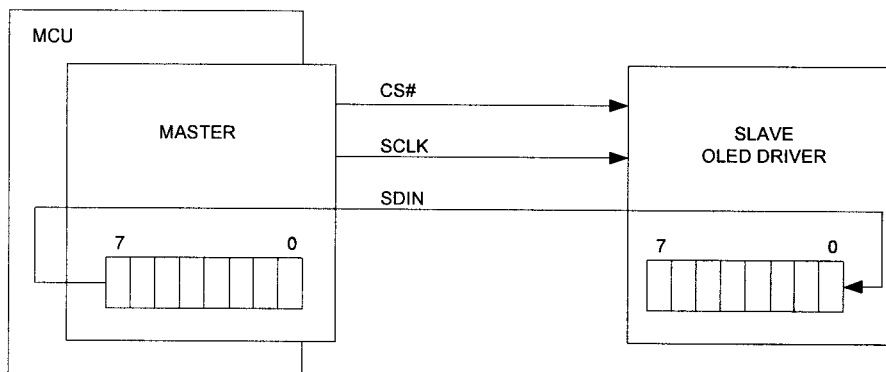 MCU
MASTER
CS#
SCLK
SDIN
SLAVE
OLED DRIVER
7 0
7 0